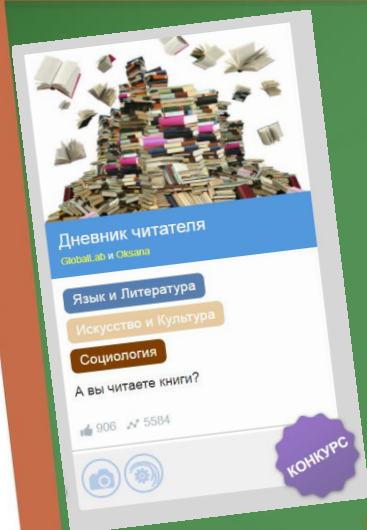 Дневник читателя
GlobalLab и Oksana
Язык и Литература
Искусство и Культура
Социология
А вы читаете книги?
906 5584
КОНКУРС